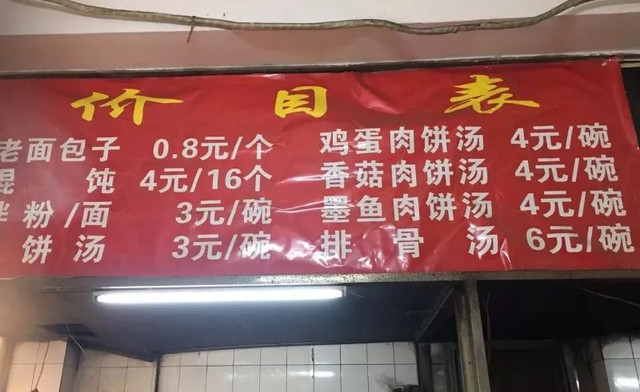 价目表
老面包子 0.8元/个 鸡蛋肉饼汤 4元/碗
馄饨 4元/16个 香菇肉饼汤 4元/碗
拌粉/面 3元/碗 墨鱼肉饼汤 4元/碗
饼汤 3元/碗 排骨汤 6元/碗